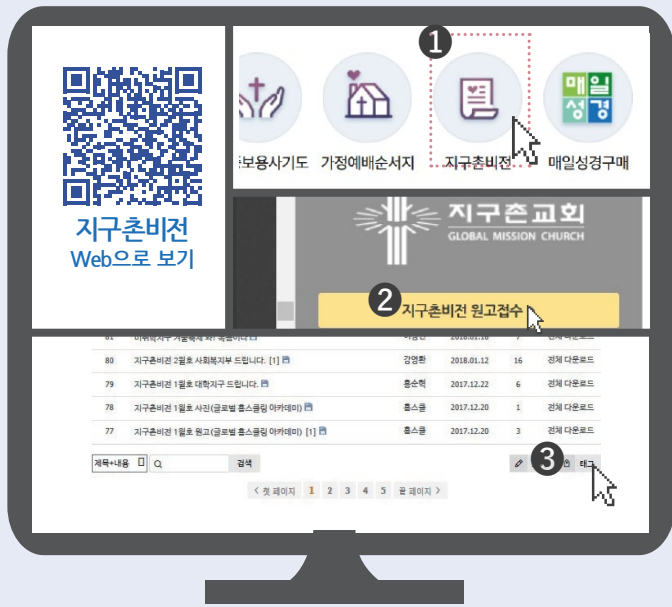 지구촌비전
Web으로 보기
1
보용사기도 가정예배순서지 지구촌비전 매일성경구매
매일
성경
지구촌교회
GLOBAL MISSION CHURCH
2 지구촌비전 원고접수
80 지구촌비전 2월호 사회복지부 드립니다. [1] 강영환 2018.01.12 16 전체 다운로드
79 지구촌비전 1월호 대학지구 드립니다. 홍순혁 2017.12.22 6 전체 다운로드
78 지구촌비전 1월호 사진(글로벌 홈스쿨링 아카데미) 홈스쿨 2017.12.20 1 전체 다운로드
77 지구촌비전 1월호 원고(글로벌 홈스쿨링 아카데미) [1] 홈스쿨 2017.12.20 3 전체 다운로드
제목+내용 검색 3 태그
< 첫 페이지 1 2 3 4 5 끝 페이지 >